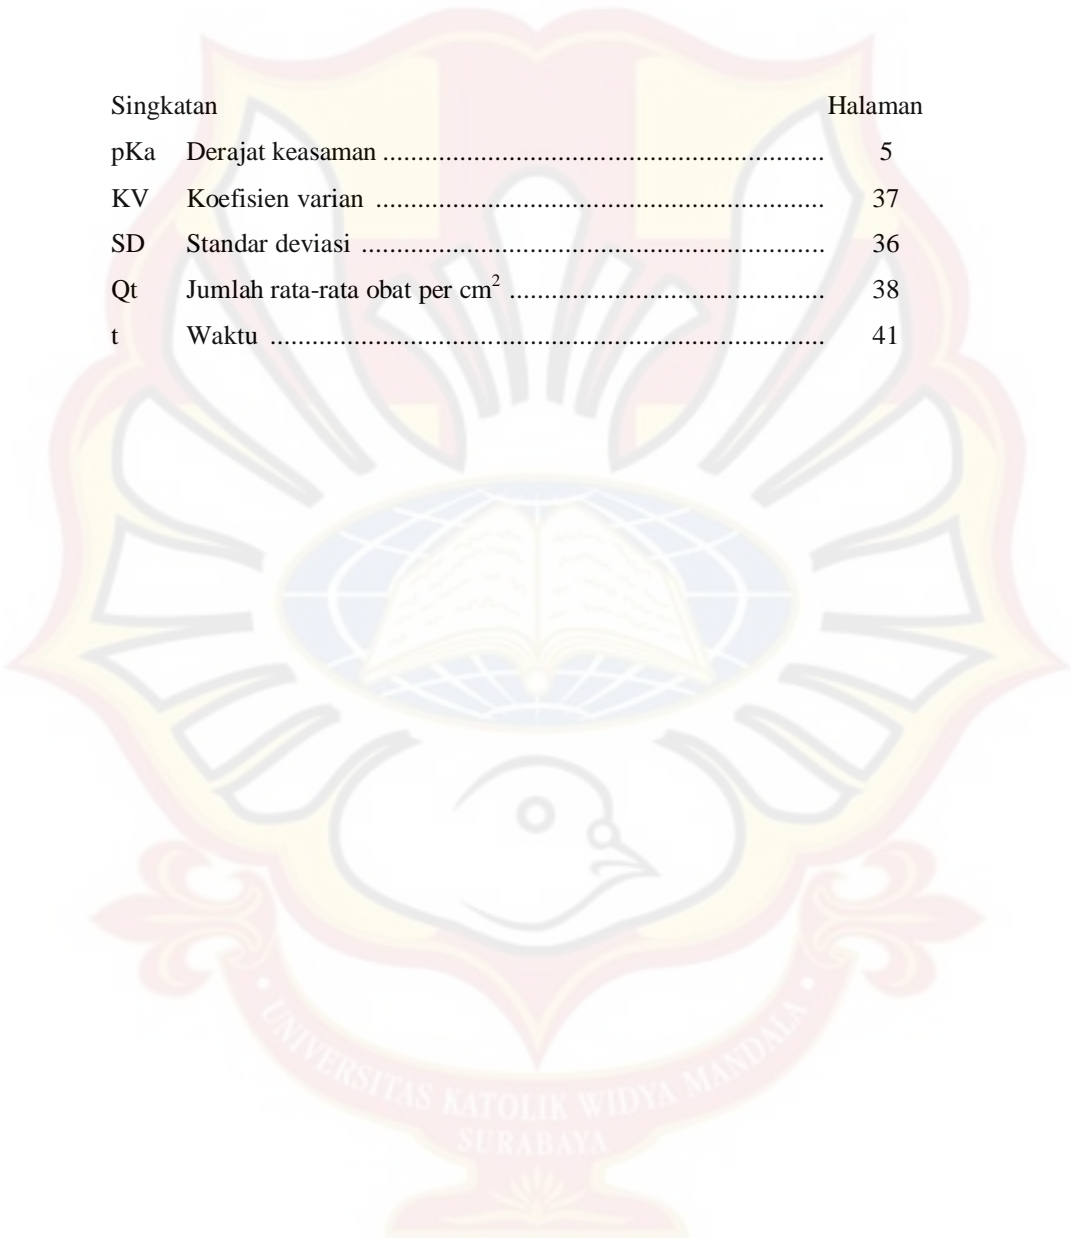 Singkatan Halaman
pKa Derajat keasaman ............................................................... 5
KV Koefisien varian ................................................................ 37
SD Standar deviasi .................................................................. 36
Qt Jumlah rata-rata obat per cm² ............................................. 38
t Waktu ............................................................................... 41
• UNIVERSITAS KATOLIK WIDYA MANDALA •
SURABAYA